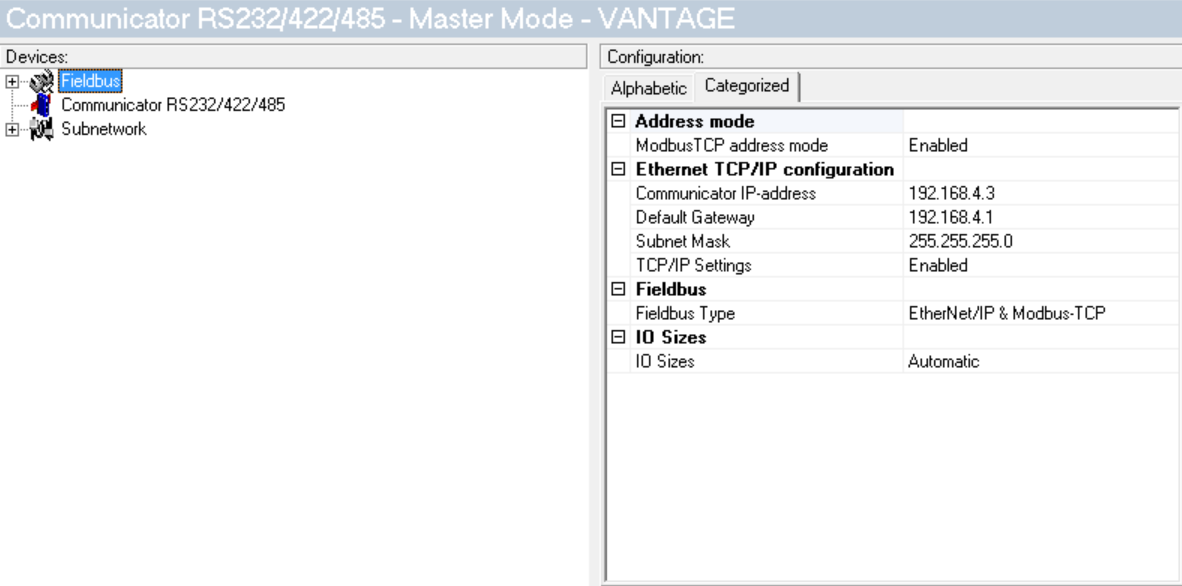 Communicator RS232/422/485 - Master Mode - VANTAGE
Devices:
Fieldbus
Communicator RS232/422/485
Subnetwork
Configuration:
Alphabetic Categorized
Address mode
ModbusTCP address mode Enabled
Ethernet TCP/IP configuration
Communicator IP-address 192.168.4.3
Default Gateway 192.168.4.1
Subnet Mask 255.255.255.0
TCP/IP Settings Enabled
Fieldbus
Fieldbus Type EtherNet/IP & Modbus-TCP
IO Sizes
IO Sizes Automatic